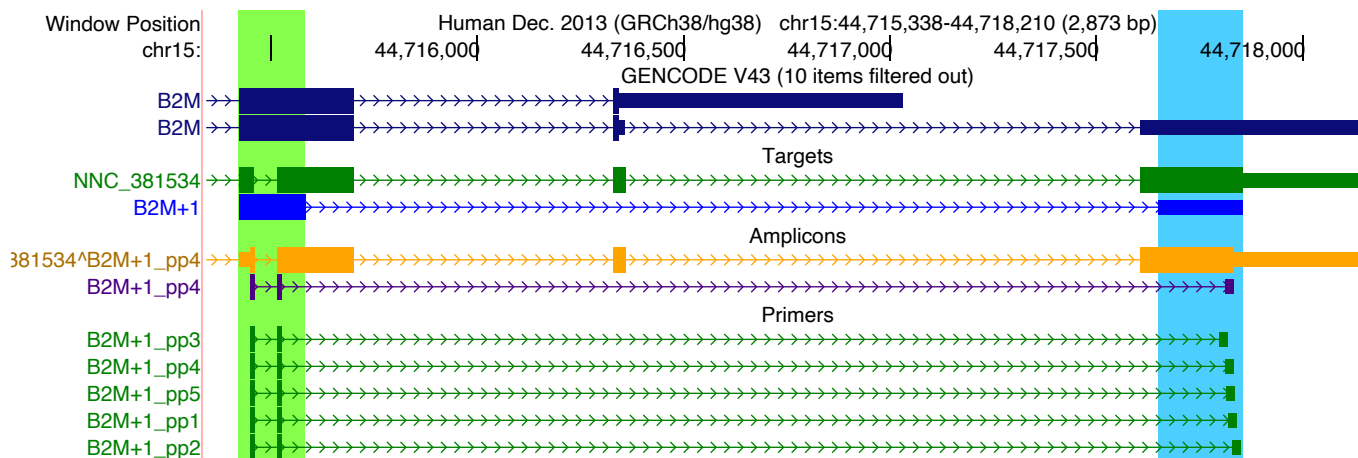 Window Position Human Dec. 2013 (GRCh38/hg38) chr15:44,715,338-44,718,210 (2,873 bp)
chr15: 44,716,000 44,716,500 44,717,000 44,717,500 44,718,000
GENCODE V43 (10 items filtered out)
B2M
B2M
Targets
NNC_381534
B2M+1
Amplicons
381534^B2M+1_pp4
B2M+1_pp4
Primers
B2M+1_pp3
B2M+1_pp4
B2M+1_pp5
B2M+1_pp1
B2M+1_pp2